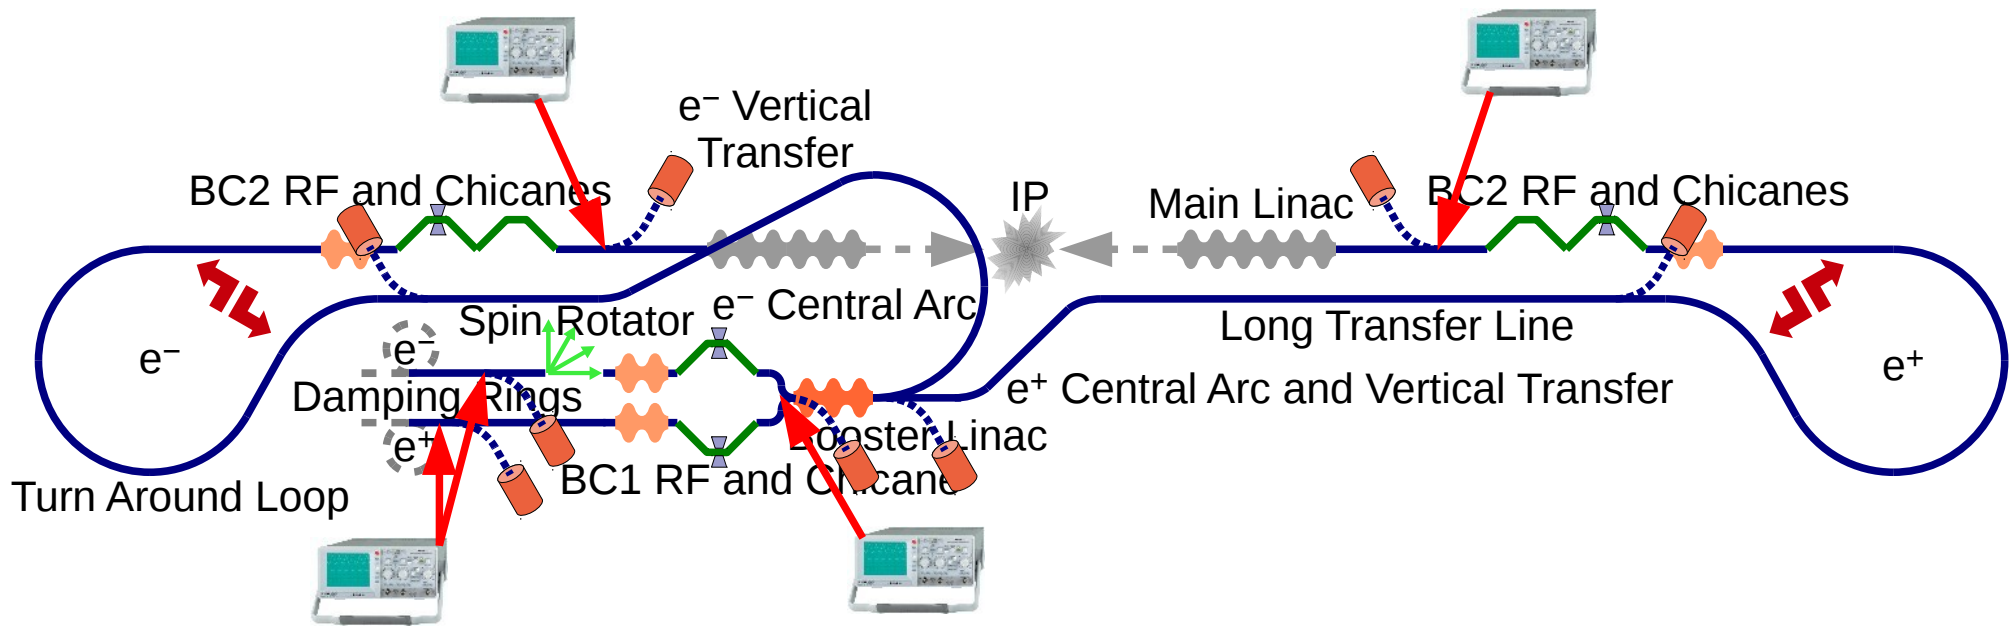 e− Vertical
Transfer
BC2 RF and Chicanes
IP
Main Linac
BC2 RF and Chicanes
e− Central Arc
Spin Rotator
Long Transfer Line
e−
e−
e+
Damping Rings
e+ Central Arc and Vertical Transfer
e+
Booster Linac
BC1 RF and Chicane
Turn Around Loop